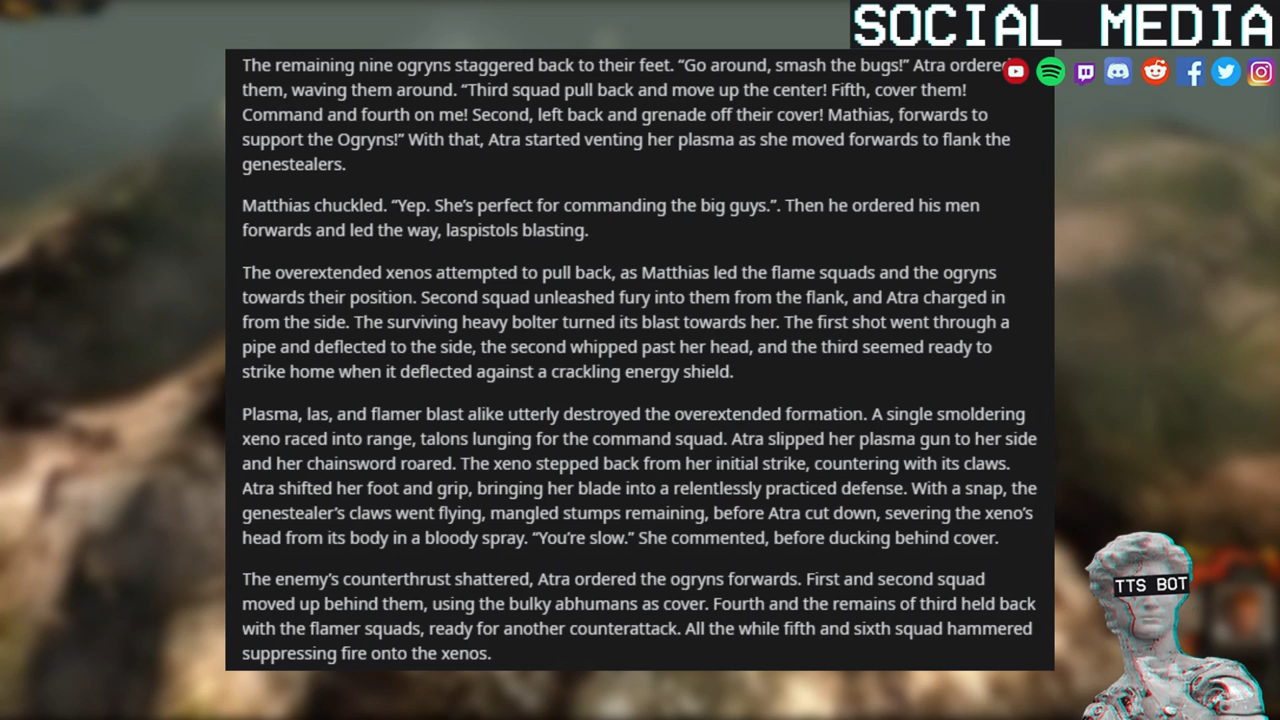 SOCIAL MEDIA
The remaining nine ogryns staggered back to their feet. “Go around, smash the bugs!” Atra ordered
them, waving them around. “Third squad pull back and move up the center! Fifth, cover them!
Command and fourth on me! Second, left back and grenade off their cover! Mathias, forwards to
support the Ogryns!” With that, Atra started venting her plasma as she moved forwards to flank the
genestealers.
Matthias chuckled. “Yep. She’s perfect for commanding the big guys.”. Then he ordered his men
forwards and led the way, laspistols blasting.
The overextended xenos attempted to pull back, as Matthias led the flame squads and the ogryns
towards their position. Second squad unleashed fury into them from the flank, and Atra charged in
from the side. The surviving heavy bolter turned its blast towards her. The first shot went through a
pipe and deflected to the side, the second whipped past her head, and the third seemed ready to
strike home when it deflected against a crackling energy shield.
Plasma, las, and flamer blast alike utterly destroyed the overextended formation. A single smoldering
xeno raced into range, talons lunging for the command squad. Atra slipped her plasma gun to her side
and her chainsword roared. The xeno stepped back from her initial strike, countering with its claws.
Atra shifted her foot and grip, bringing her blade into a relentlessly practiced defense. With a snap, the
genestealer’s claws went flying, mangled stumps remaining, before Atra cut down, severing the xeno’s
head from its body in a bloody spray. “You’re slow.” She commented, before ducking behind cover.
The enemy’s counterthrust shattered, Atra ordered the ogryns forwards. First and second squad
moved up behind them, using the bulky abhumans as cover. Fourth and the remains of third held back
with the flamer squads, ready for another counterattack. All the while fifth and sixth squad hammered
suppressing fire onto the xenos.
TTS BOT